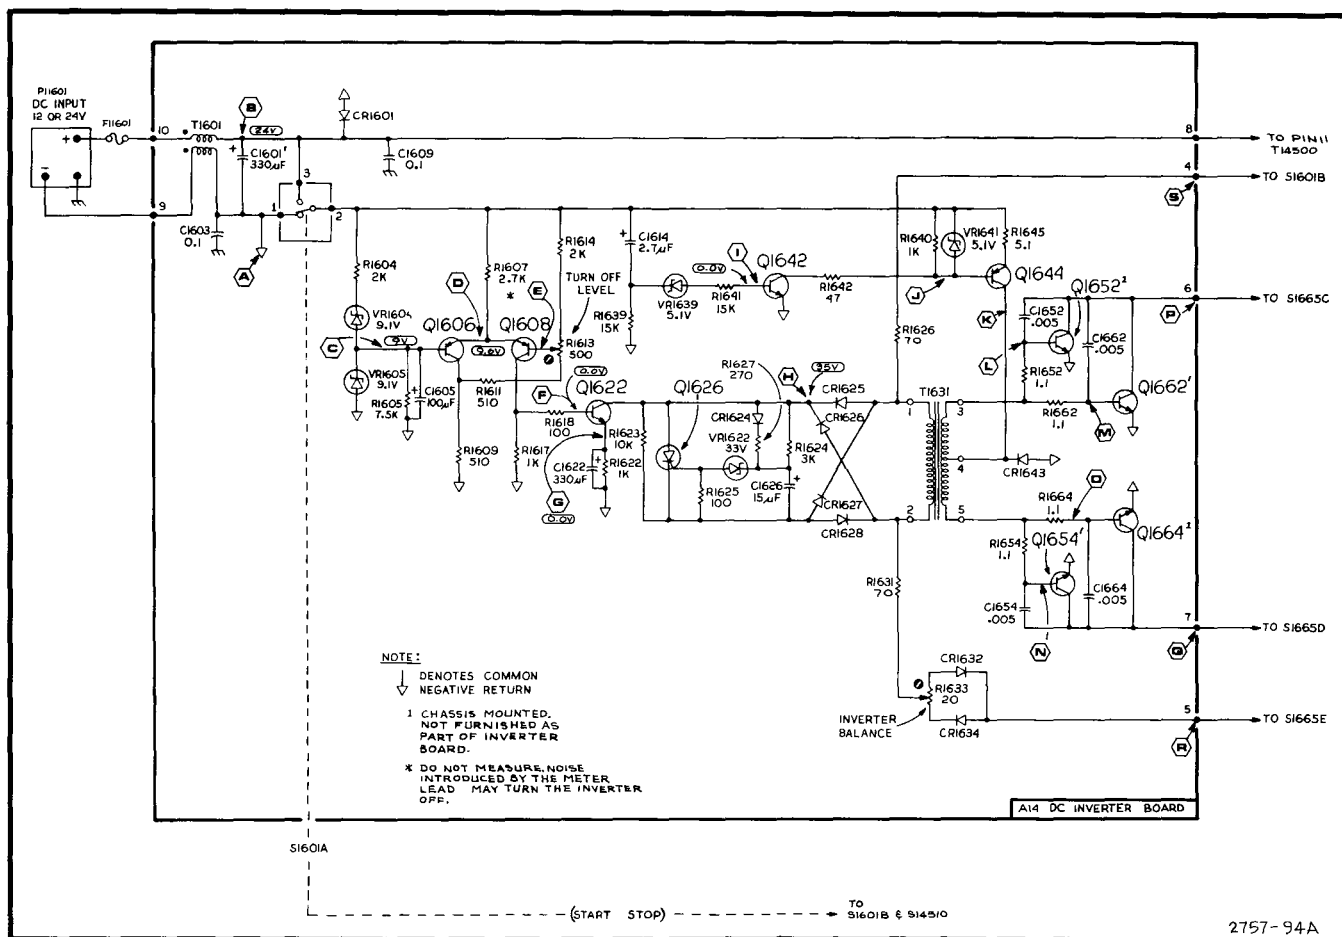 P11601
DC INPUT
12 OR 24V
F11601
+
−
10
9
T1601
B
24V
+
C1601¹
330µF
C1603
0.1
A
3
1
2
CR1601
C1609
0.1
8
TO PIN 11
T14500
4
TO S1601B
S
R1604
2K
VR1604
9.1V
C
9V
VR1605
9.1V
R1605
7.5K
+
C1605
100µF
D
R1607
2.7K
*
E
Q1606
Q1608
9.6V
R1614
2K
TURN OFF
LEVEL
R1613
500
R1611
510
R1609
510
F
0.0V
Q1622
R1618
100
R1617
1K
C1622
330µF
+
R1622
1K
G
0.0V
+
C1614
2.7µF
R1639
15K
VR1639
5.1V
0.0V
I
R1641
15K
Q1642
R1642
47
R1640
1K
VR1641
5.1V
R1645
5.1
J
Q1644
K
R1623
10K
Q1626
CR1624
VR1622
33V
R1627
270
R1625
100
R1624
3K
C1626
15µF
+
H
35V
CR1625
CR1626
CR1627
CR1628
R1626
70
T1631
1
2
3
4
5
R1631
70
CR1643
L
C1652
.005
Q1652¹
R1652
1.1
C1662
.005
R1662
1.1
M
Q1662¹
6
TO S1665C
P
R1664
1.1
O
Q1664¹
R1654
1.1
Q1654¹
C1654
.005
C1664
.005
N
7
TO S1665D
Q
CR1632
R1633
20
CR1634
INVERTER
BALANCE
5
TO S1665E
R
NOTE:
DENOTES COMMON
NEGATIVE RETURN
1 CHASSIS MOUNTED.
NOT FURNISHED AS
PART OF INVERTER
BOARD.
* DO NOT MEASURE. NOISE
INTRODUCED BY THE METER
LEAD MAY TURN THE INVERTER
OFF.
A14 DC INVERTER BOARD
S1601A
(START STOP)
TO
S1601B & S14510
2757-94A